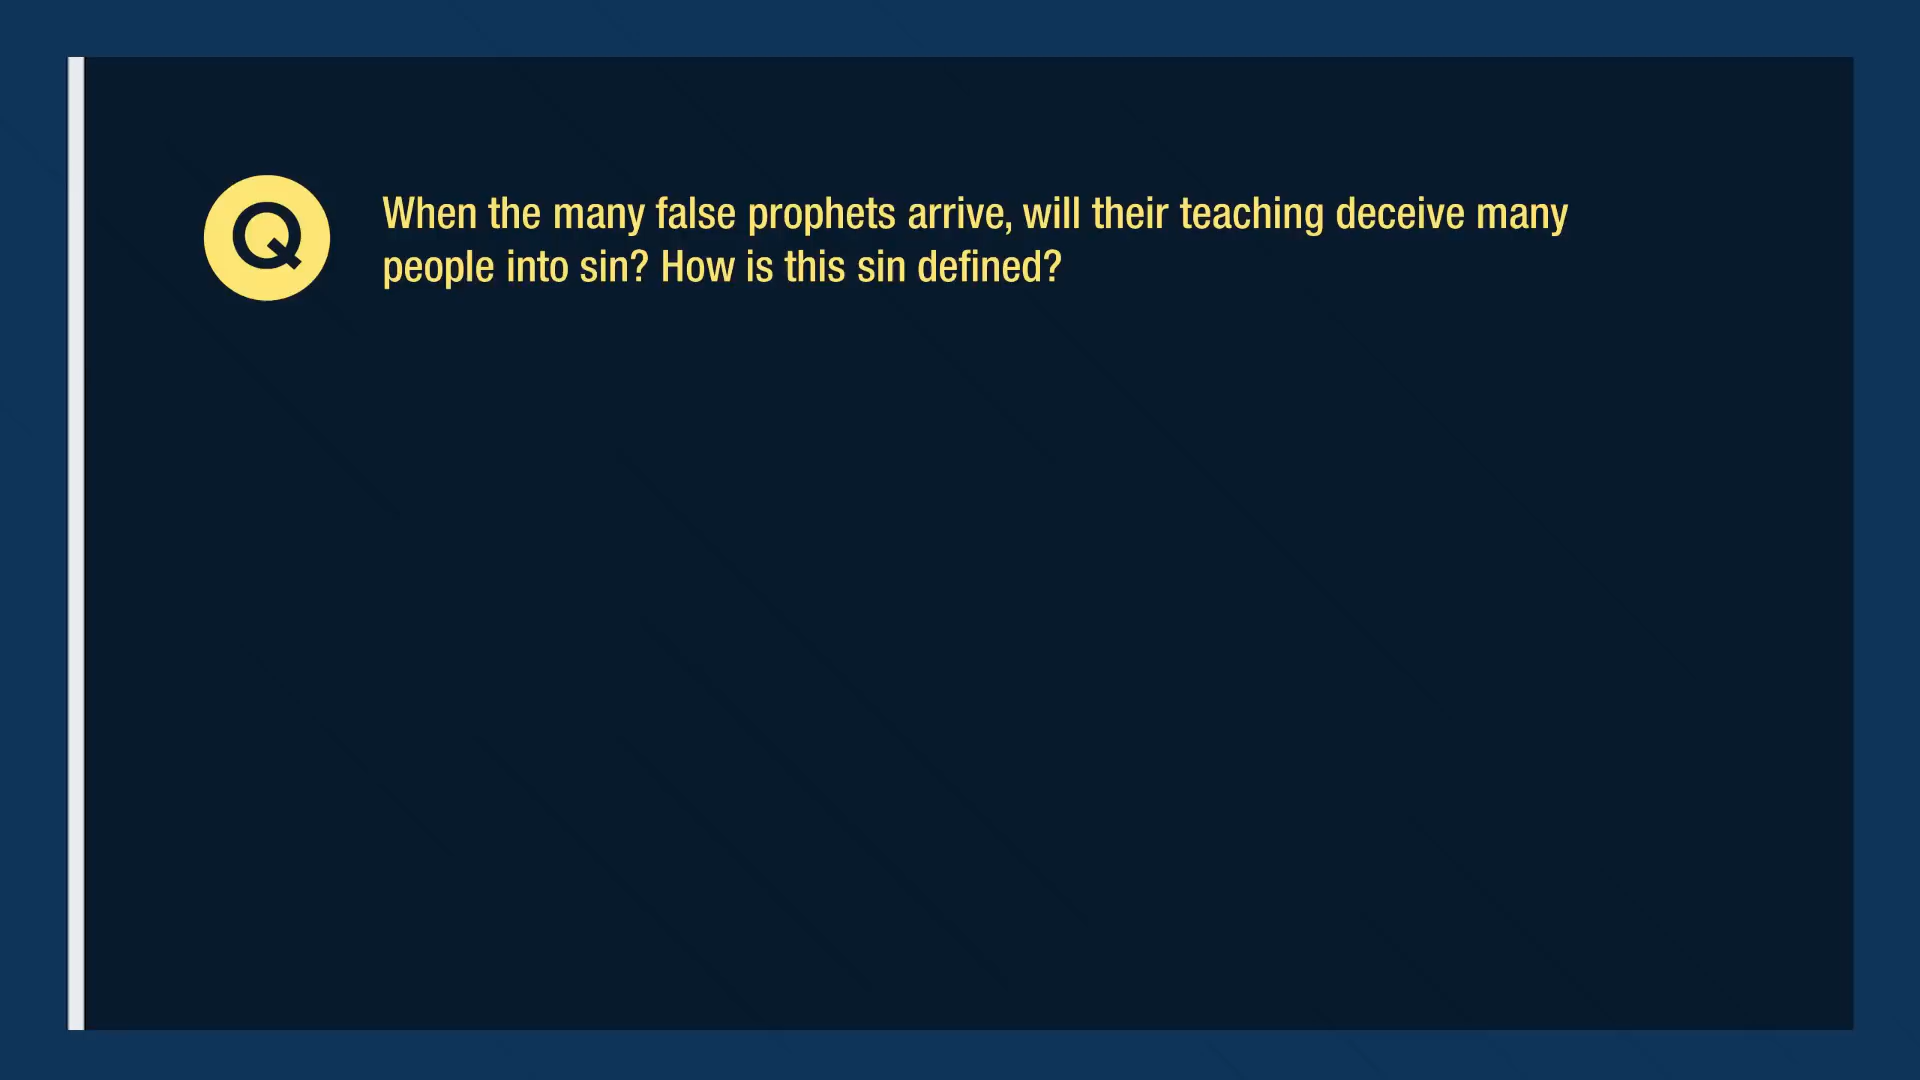 Q
When the many false prophets arrive, will their teaching deceive many
people into sin? How is this sin defined?